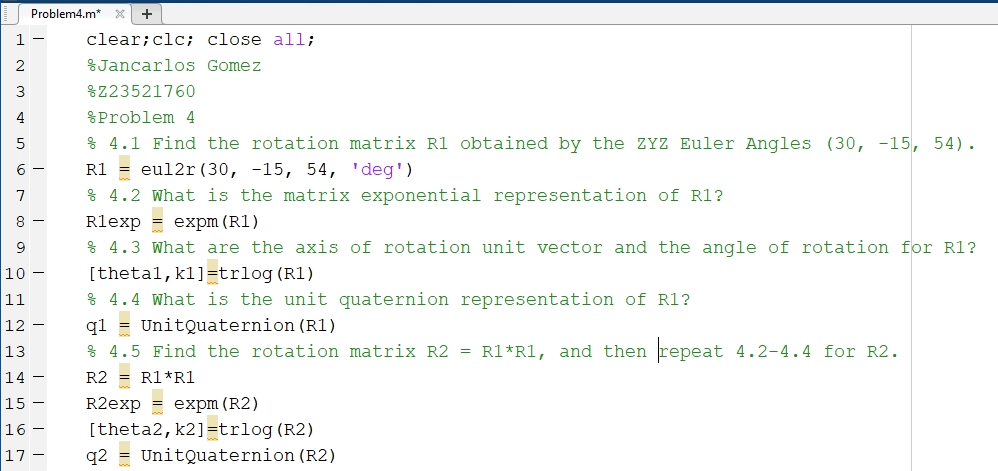 Problem4.m* × +
1 – clear;clc; close all;
2 %Jancarlos Gomez
3 %Z23521760
4 %Problem 4
5 % 4.1 Find the rotation matrix R1 obtained by the ZYZ Euler Angles (30, -15, 54).
6 – R1 = eul2r(30, -15, 54, 'deg')
7 % 4.2 What is the matrix exponential representation of R1?
8 – R1exp = expm(R1)
9 % 4.3 What are the axis of rotation unit vector and the angle of rotation for R1?
10 – [theta1,k1]=trlog(R1)
11 % 4.4 What is the unit quaternion representation of R1?
12 – q1 = UnitQuaternion(R1)
13 % 4.5 Find the rotation matrix R2 = R1*R1, and then repeat 4.2-4.4 for R2.
14 – R2 = R1*R1
15 – R2exp = expm(R2)
16 – [theta2,k2]=trlog(R2)
17 – q2 = UnitQuaternion(R2)